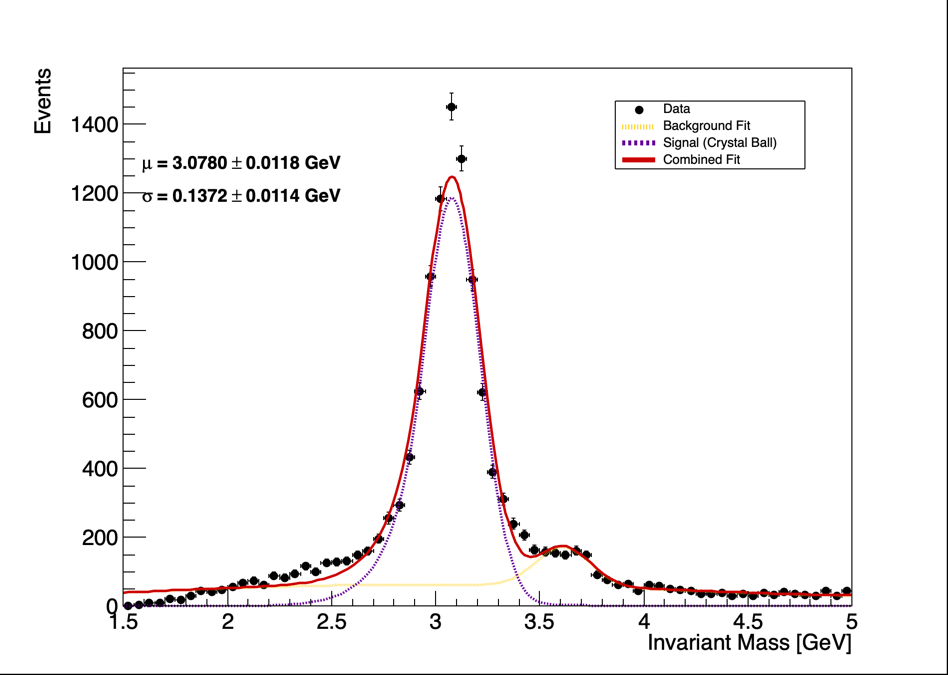 Events
1400
1200
1000
800
600
400
200
0
μ = 3.0780 ± 0.0118 GeV
σ = 0.1372 ± 0.0114 GeV
Data
Background Fit
Signal (Crystal Ball)
Combined Fit
1.5 2 2.5 3 3.5 4 4.5 5
Invariant Mass [GeV]